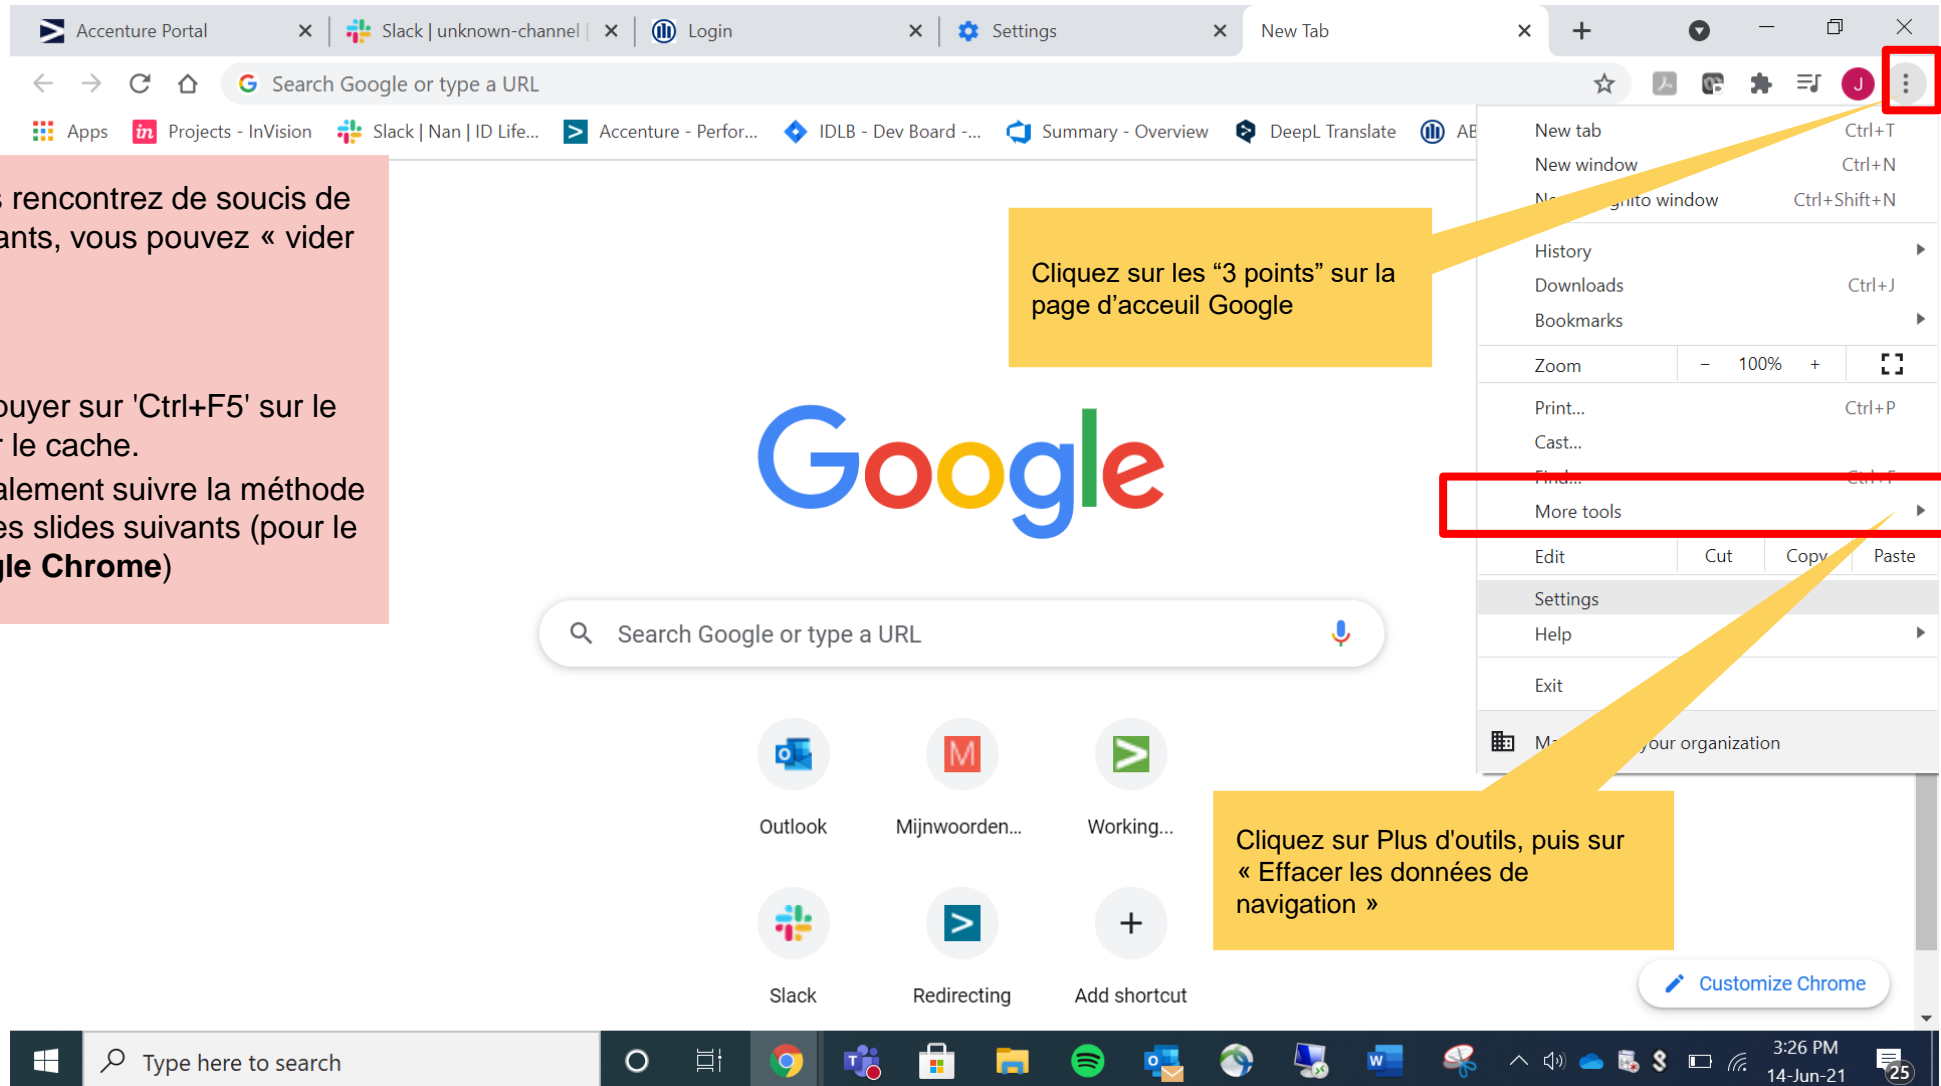 Accenture Portal
Slack | unknown-channel |
Login
Settings
New Tab
Search Google or type a URL
Apps
in Projects - InVision
Slack | Nan | ID Life...
Accenture - Perfor...
IDLB - Dev Board -...
Summary - Overview
DeepL Translate
J
New tab Ctrl+T
New window Ctrl+N
window Ctrl+Shift+N
History
Downloads Ctrl+J
Bookmarks
Zoom - 100% +
Print... Ctrl+P
Cast...
Find... Ctrl+F
More tools
Edit Cut Copy Paste
Settings
Help
Exit
your organization
rencontrez de soucis de
ants, vous pouvez « vider
ouyer sur 'Ctrl+F5' sur le
le cache.
alement suivre la méthode
es slides suivants (pour le
gle Chrome)
Cliquez sur les “3 points” sur la
page d’acceuil Google
Google
Search Google or type a URL
M
Outlook
Mijnwoorden...
Working...
Slack
Redirecting
Add shortcut
Cliquez sur Plus d'outils, puis sur
« Effacer les données de
navigation »
Customize Chrome
Type here to search
3:26 PM
14-Jun-21
25